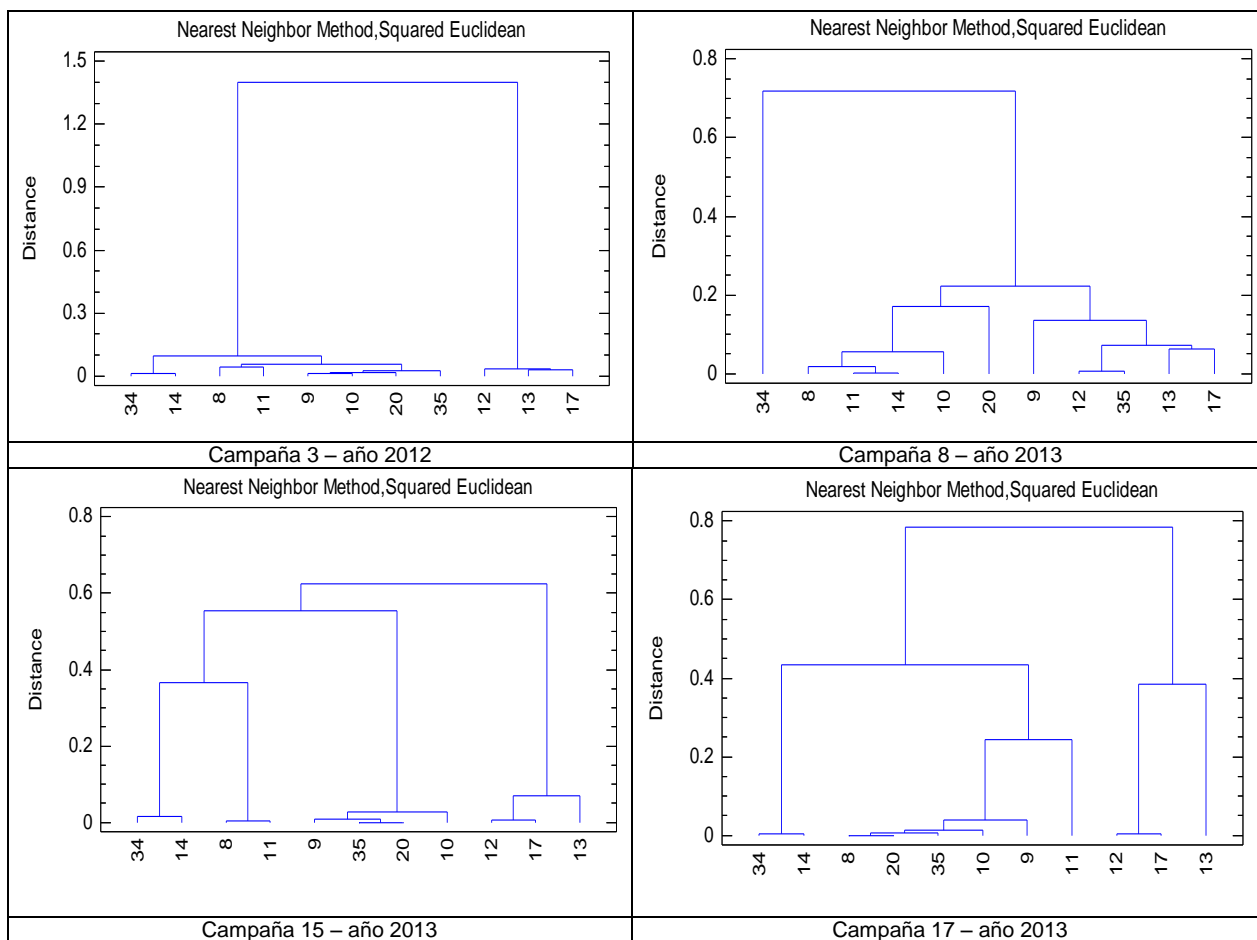 Nearest Neighbor Method,Squared Euclidean
Distance
1.5
1.2
0.9
0.6
0.3
0
34 14 8 11 9 10 20 35 12 13 17
Campaña 3 – año 2012
Nearest Neighbor Method,Squared Euclidean
Distance
0.8
0.6
0.4
0.2
0
34 8 11 14 10 20 9 12 35 13 17
Campaña 8 – año 2013
Nearest Neighbor Method,Squared Euclidean
Distance
0.8
0.6
0.4
0.2
0
34 14 8 11 9 35 20 10 12 17 13
Campaña 15 – año 2013
Nearest Neighbor Method,Squared Euclidean
Distance
0.8
0.6
0.4
0.2
0
34 14 8 20 35 10 9 11 12 17 13
Campaña 17 – año 2013